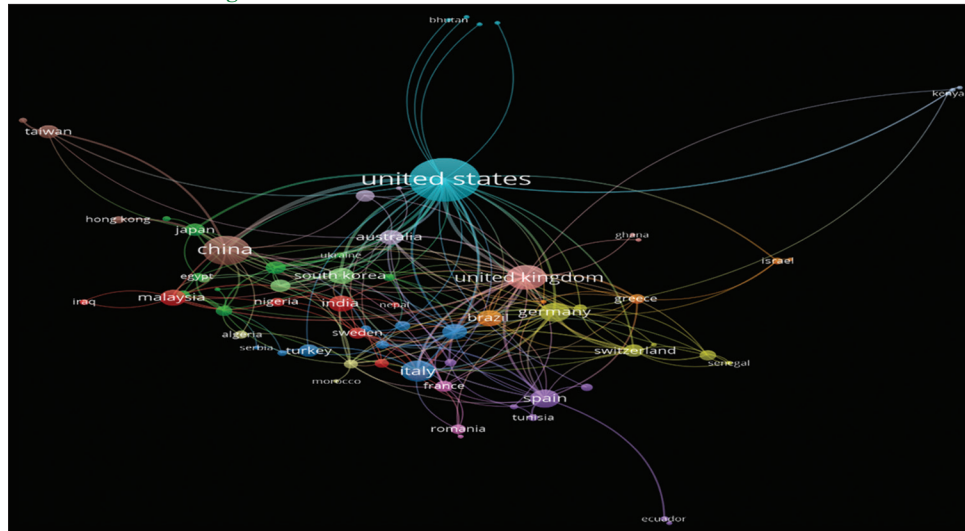 bhutan
kenya
taiwan
united states
hong kong
japan
australia
ghana
china
ukraine
israel
egypt
south korea
united kingdom
iraq
malaysia
nigeria
india
nepal
greece
brazil
germany
algeria
sweden
serbia
turkey
switzerland
senegal
italy
morocco
france
spain
tunisia
romania
ecuador